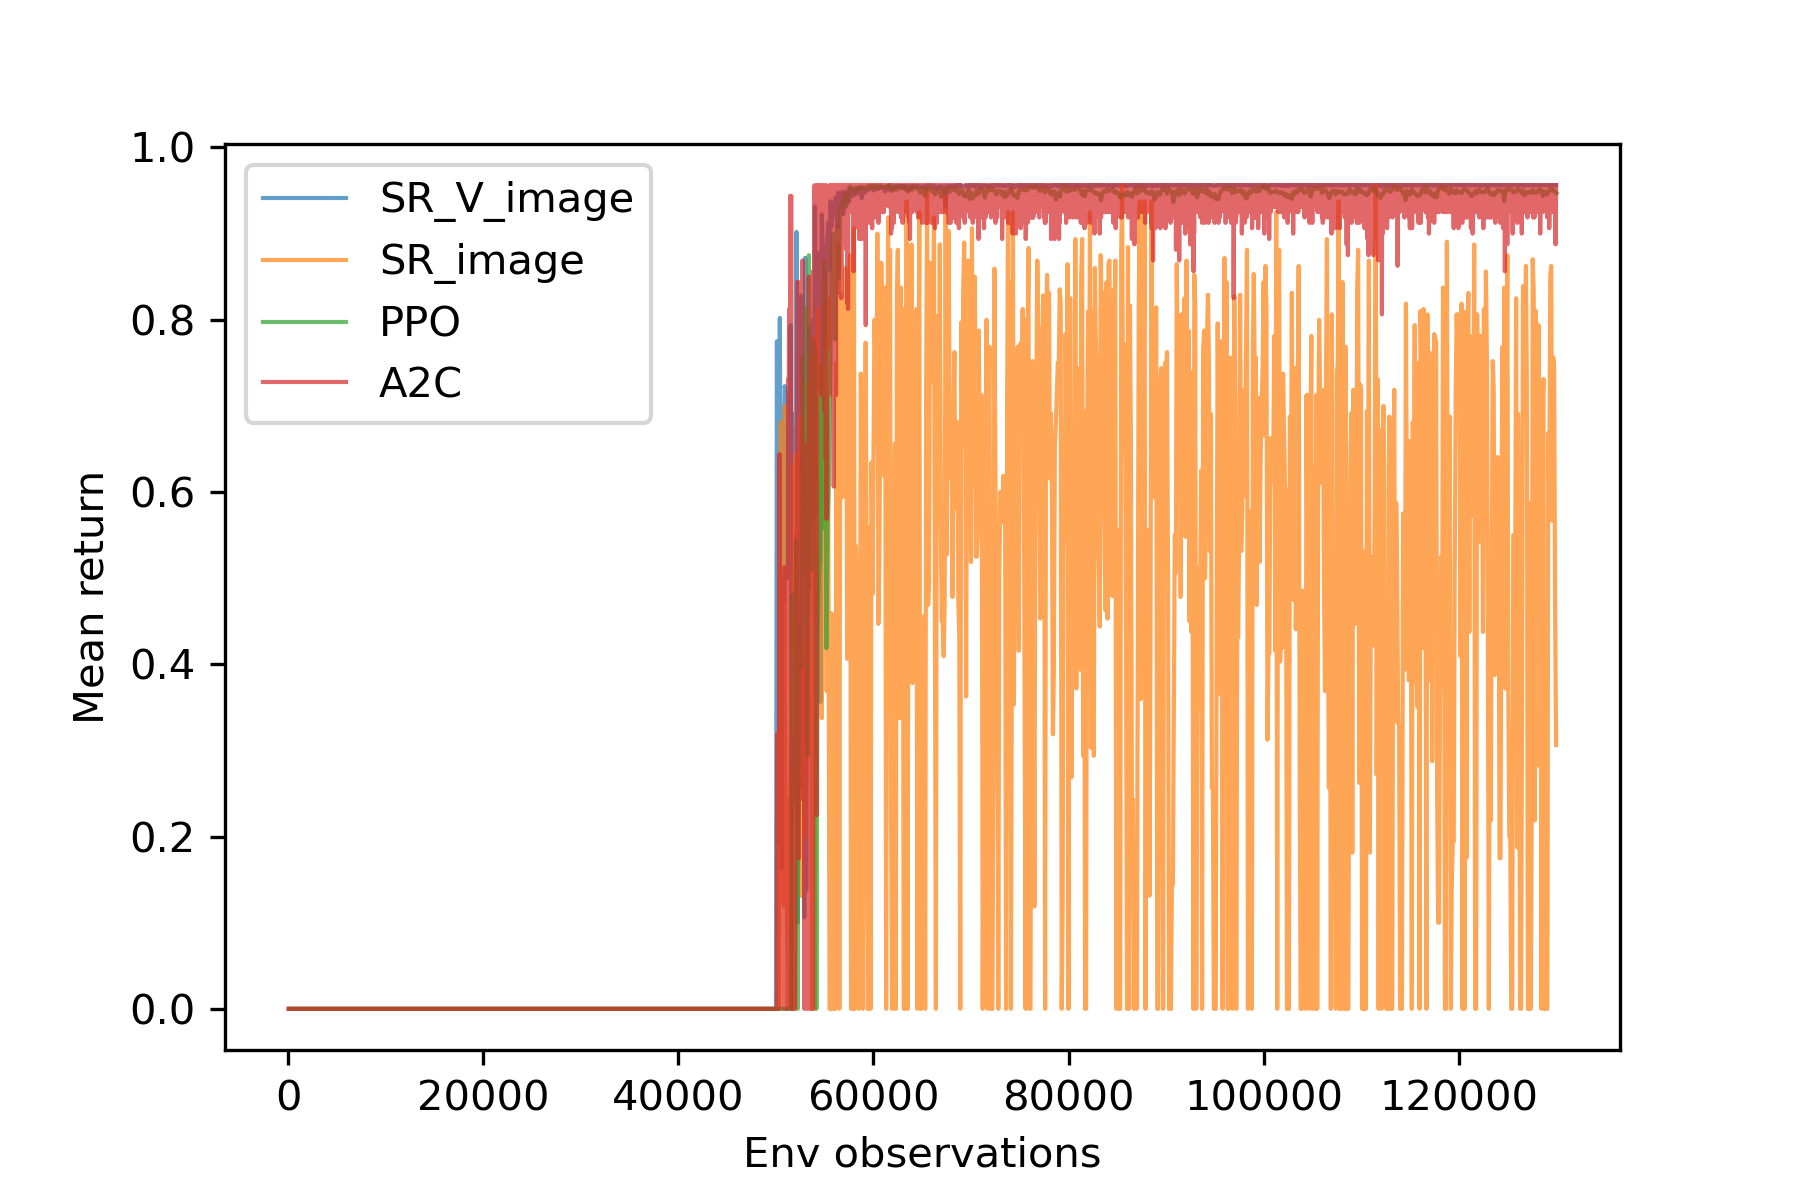 1.0
0.8
0.6
0.4
0.2
0.0
Mean return
SR_V_image
SR_image
PPO
A2C
0 20000 40000 60000 80000 100000 120000
Env observations